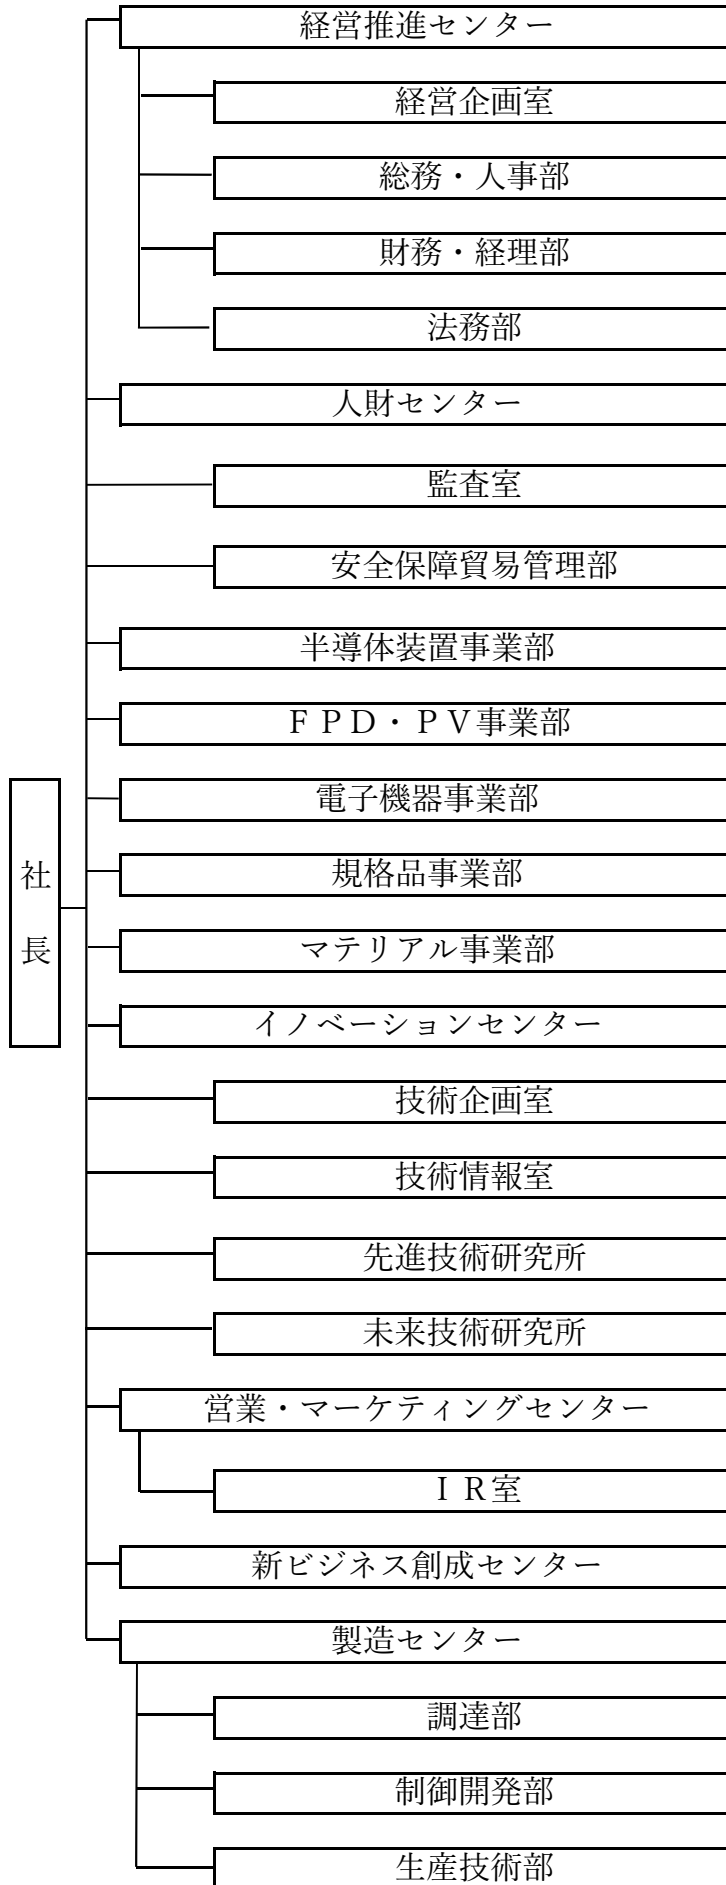 経営推進センター
経営企画室
総務・人事部
財務・経理部
法務部
人財センター
監査室
安全保障貿易管理部
半導体装置事業部
ＦＰＤ・ＰＶ事業部
電子機器事業部
規格品事業部
マテリアル事業部
社長
イノベーションセンター
技術企画室
技術情報室
先進技術研究所
未来技術研究所
営業・マーケティングセンター
ＩＲ室
新ビジネス創成センター
製造センター
調達部
制御開発部
生産技術部